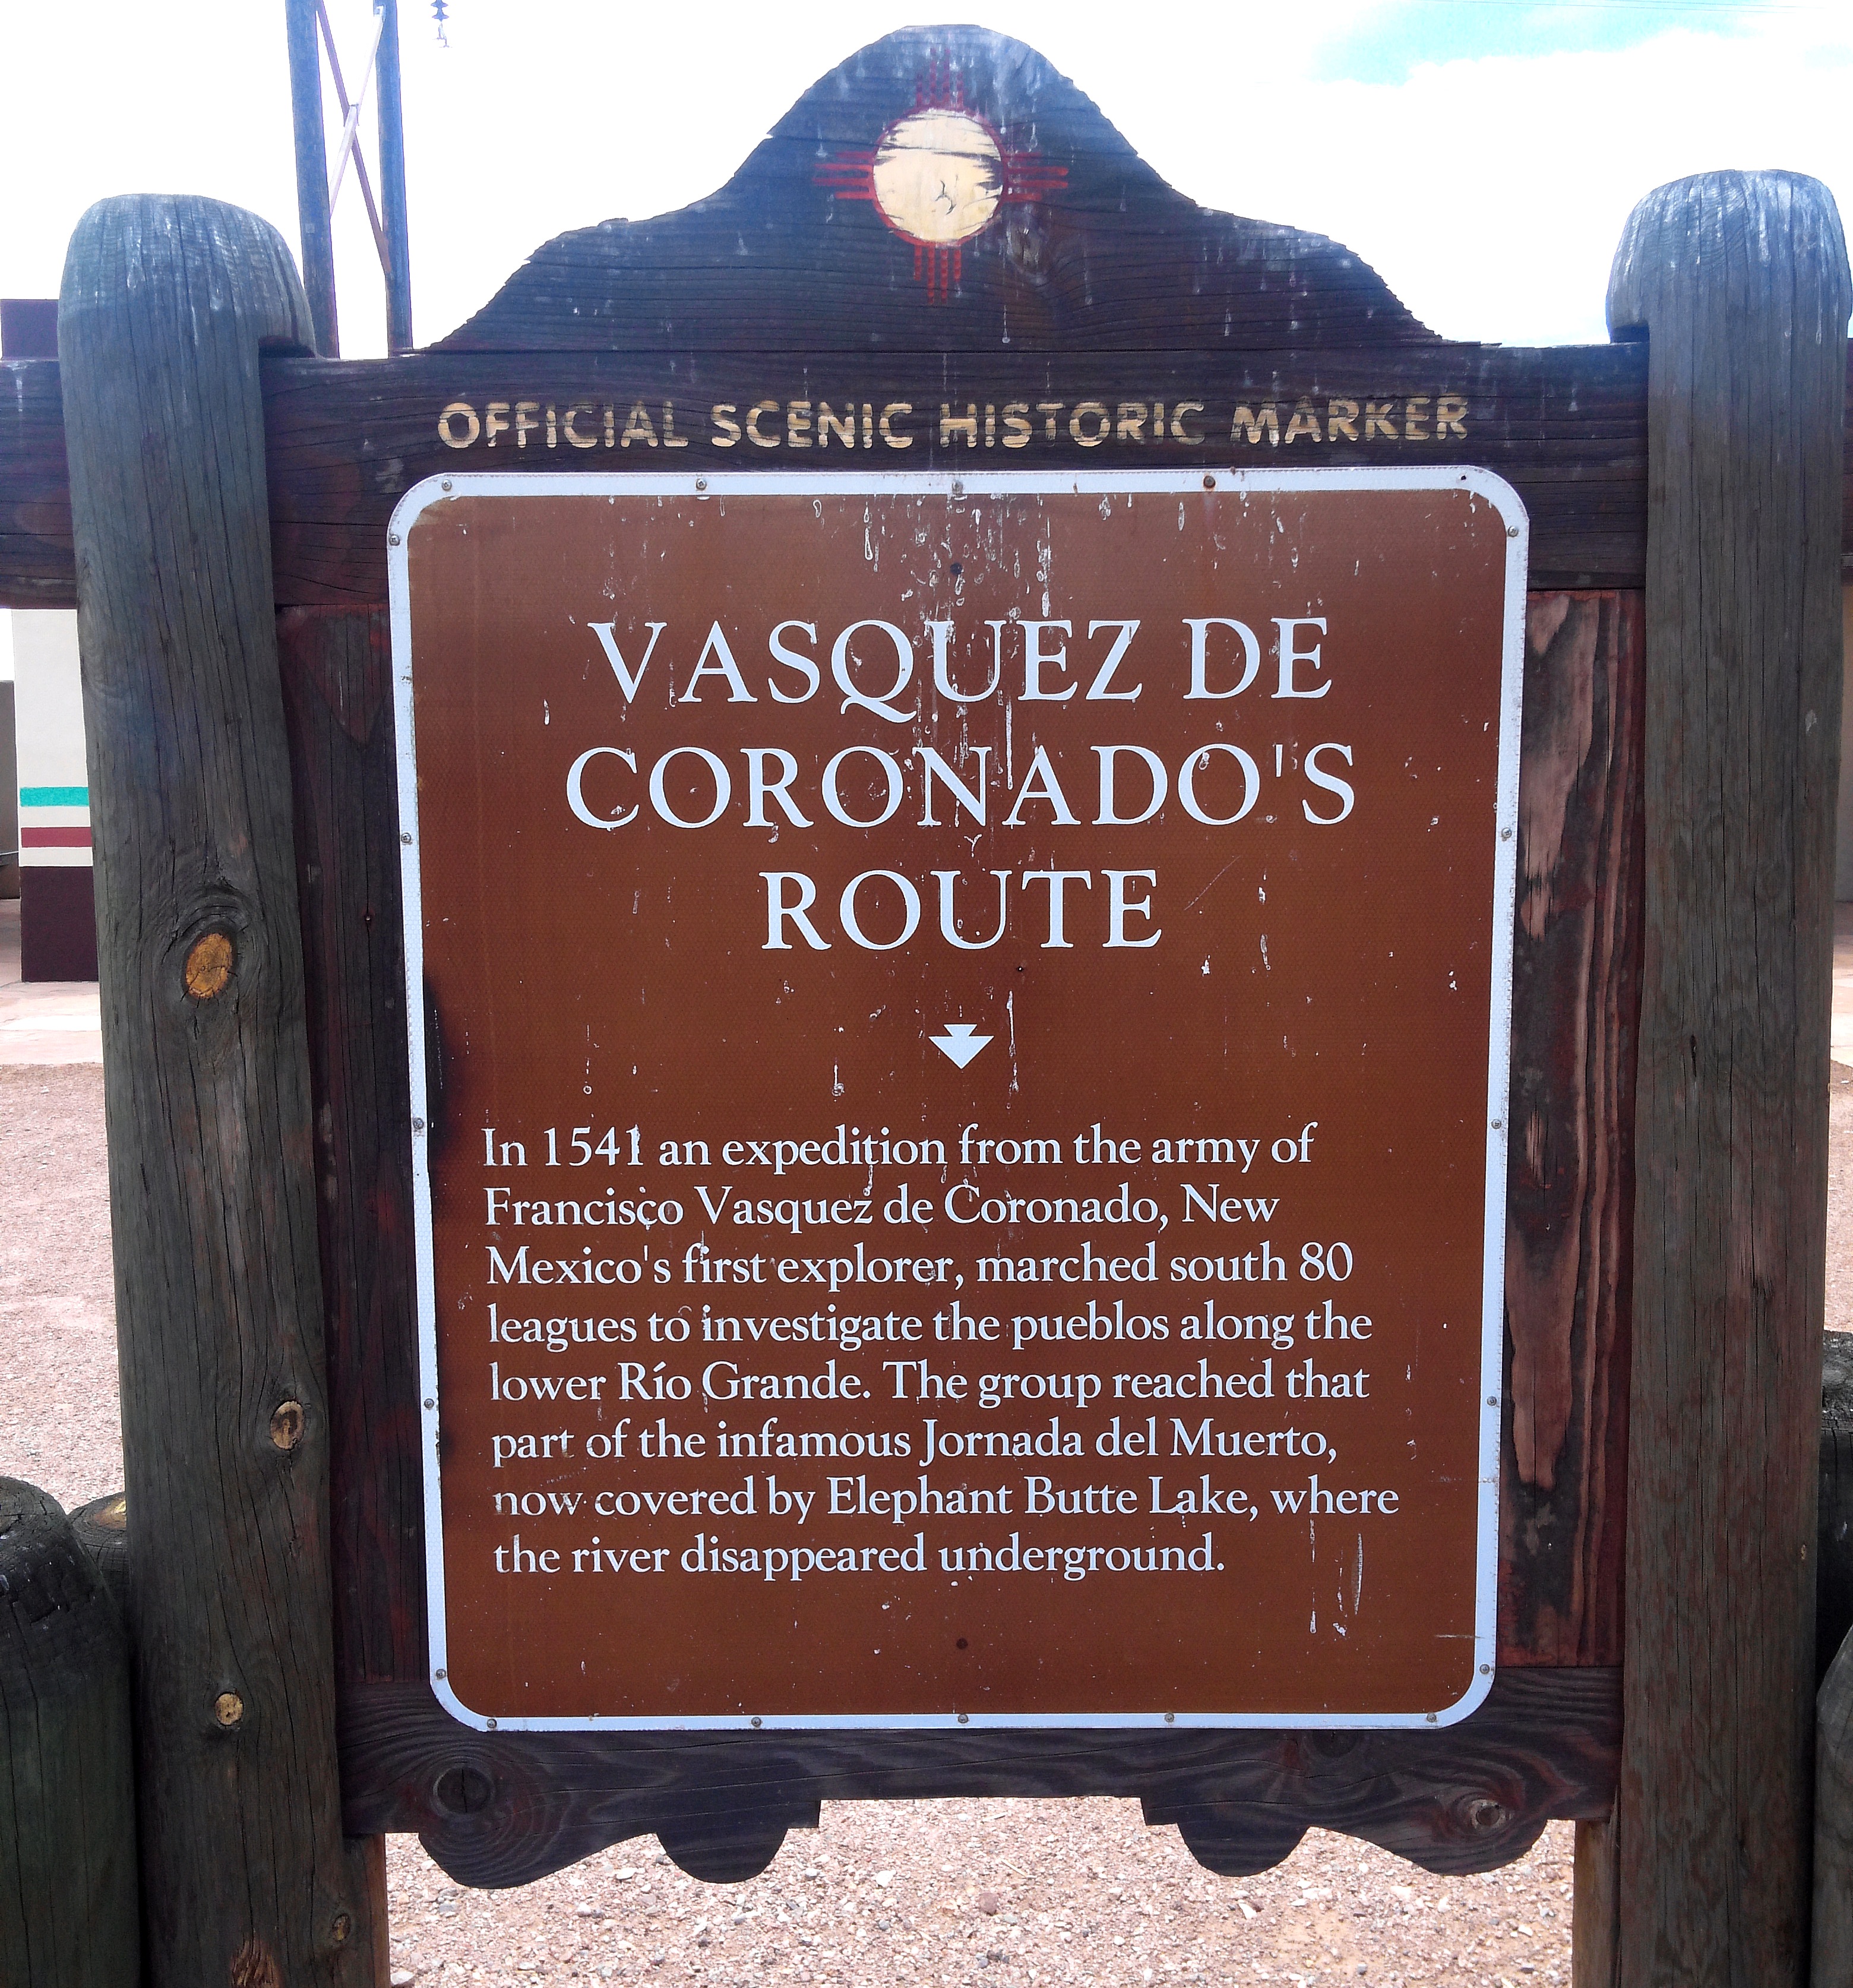 OFFICIAL SCENIC HISTORIC MARKER
VASQUEZ DE
CORONADO'S
ROUTE
In 1541 an expedition from the army of
Francisco Vasquez de Coronado, New
Mexico's first explorer, marched south 80
leagues to investigate the pueblos along the
lower Río Grande. The group reached that
part of the infamous Jornada del Muerto,
now covered by Elephant Butte Lake, where
the river disappeared underground.